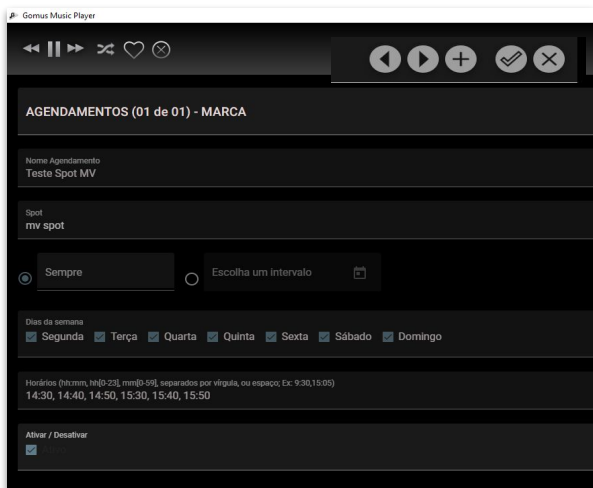 Gomus Music Player
AGENDAMENTOS (01 de 01) - MARCA
Nome Agendamento
Teste Spot MV
Spot
mv spot
Sempre
Escolha um intervalo
Dias da semana
Segunda Terça Quarta Quinta Sexta Sábado Domingo
Horários (hh:mm, hh[0-23], mm[0-59], separados por vírgula, ou espaço; Ex: 9:30,15:05)
14:30, 14:40, 14:50, 15:30, 15:40, 15:50
Ativar / Desativar